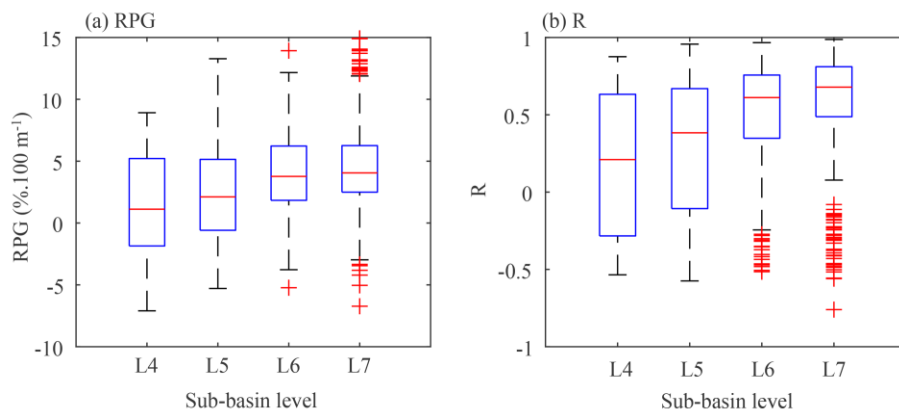 (a) RPG
RPG (%.100 m-1)
15
10
5
0
-5
-10
L4 L5 L6 L7
Sub-basin level
(b) R
R
1
0.5
0
-0.5
-1
L4 L5 L6 L7
Sub-basin level